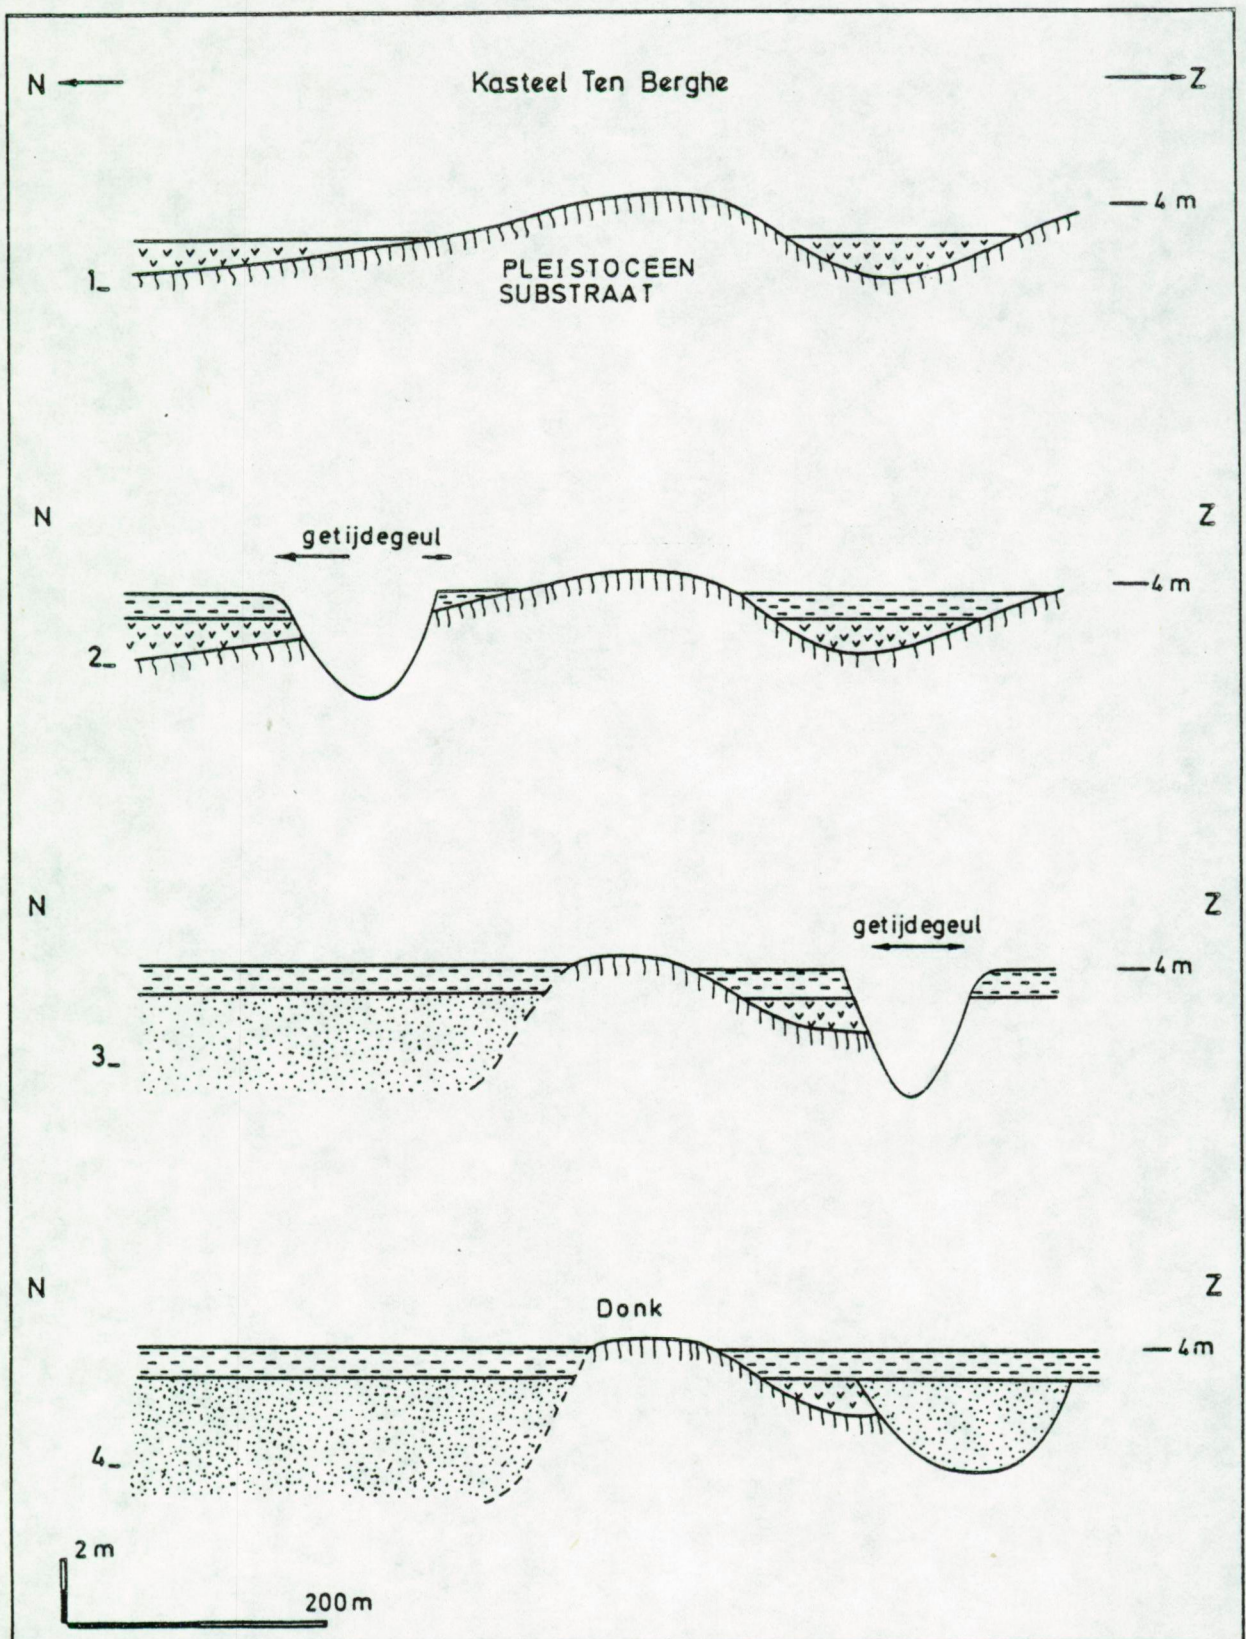 N Kasteel Ten Berghe Z
4 m
PLEISTOCEEN
SUBSTRAAT
1
N Z
getijdegeul
4 m
2
N Z
getijdegeul
4 m
3
N Z
Donk
4 m
4
2 m
200 m